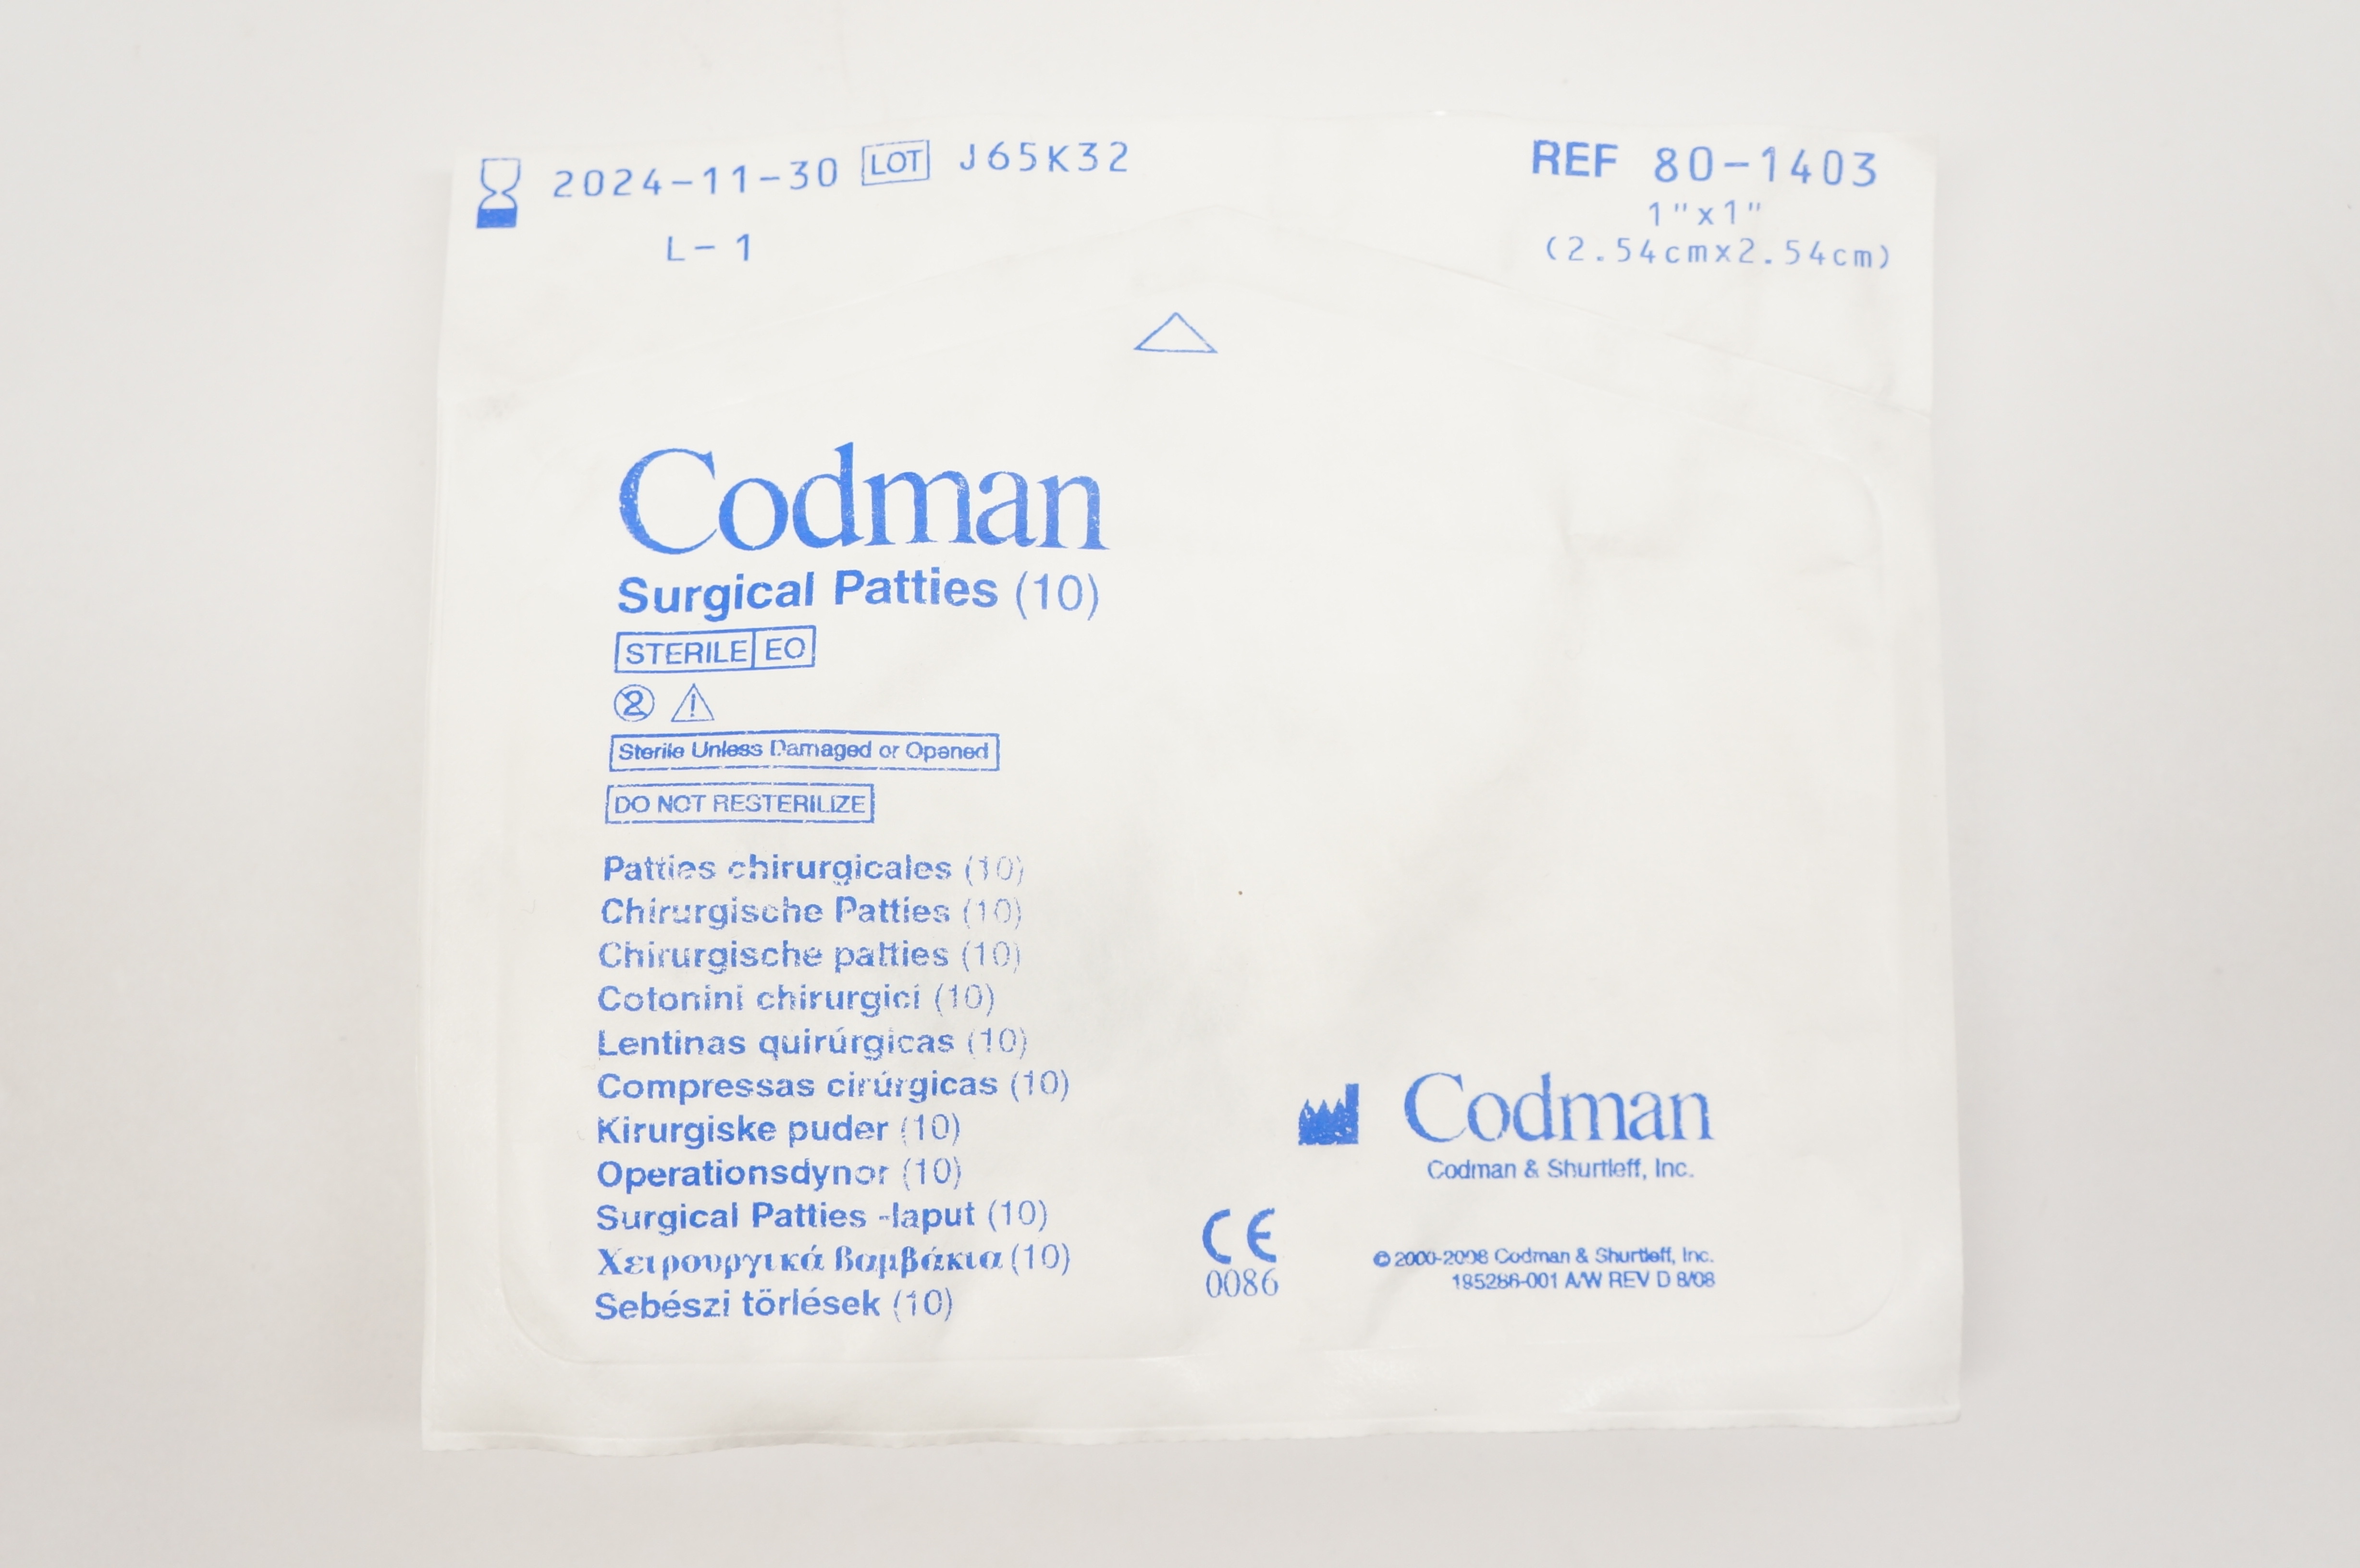 2024-11-30 LOT J65K32
L- 1
REF 80-1403
1"x1"
(2.54cmx2.54cm)
Codman
Surgical Patties (10)
STERILE EO
2
Sterile Unless Damaged or Opened
DO NOT RESTERILIZE
Patties chirurgicales (10)
Chirurgische Patties (10)
Chirurgische patties (10)
Cotonini chirurgici (10)
Lentinas quirúrgicas (10)
Compressas cirúrgicas (10)
Kirurgiske puder (10)
Operationsdynor (10)
Surgical Patties -laput (10)
Χειρουργικά βαμβάκια (10)
Sebészi törlések (10)
Codman
Codman & Shurtleff, Inc.
CE
0086
© 2000-2008 Codman & Shurtleff, Inc.
195286-001 A/W REV D 8/08